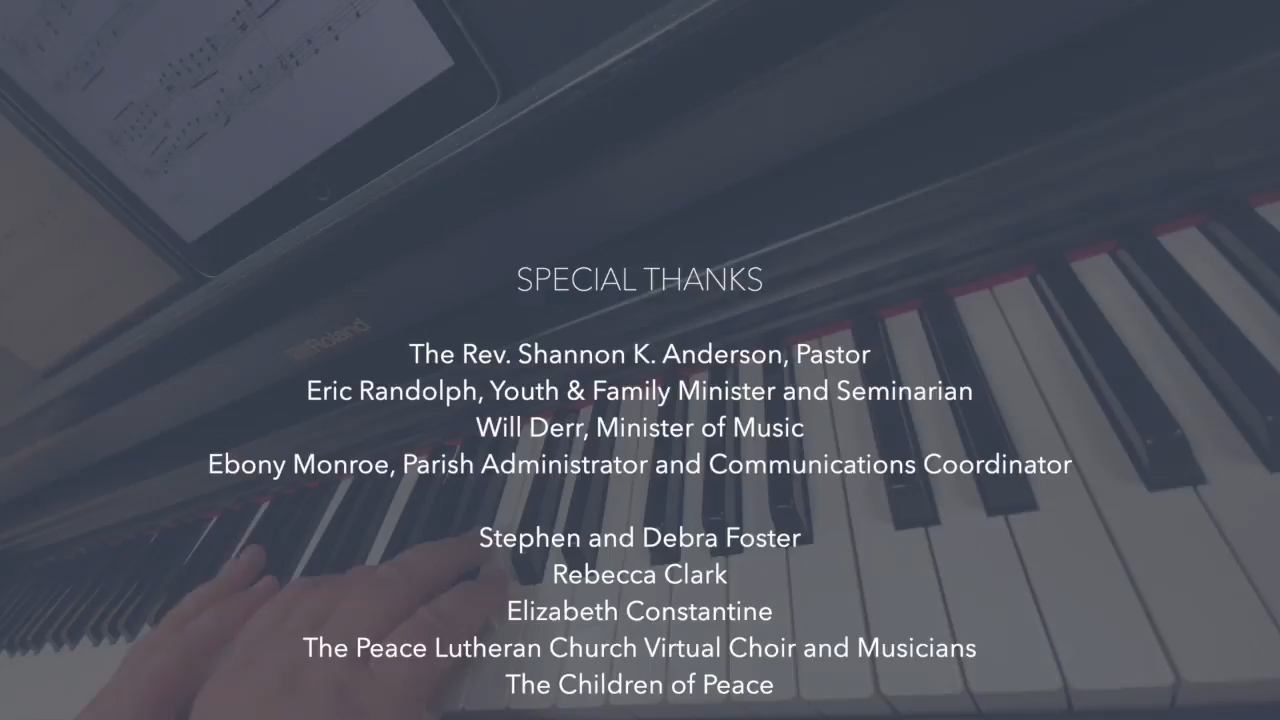 Roland
SPECIAL THANKS
The Rev. Shannon K. Anderson, Pastor
Eric Randolph, Youth & Family Minister and Seminarian
Will Derr, Minister of Music
Ebony Monroe, Parish Administrator and Communications Coordinator
Stephen and Debra Foster
Rebecca Clark
Elizabeth Constantine
The Peace Lutheran Church Virtual Choir and Musicians
The Children of Peace